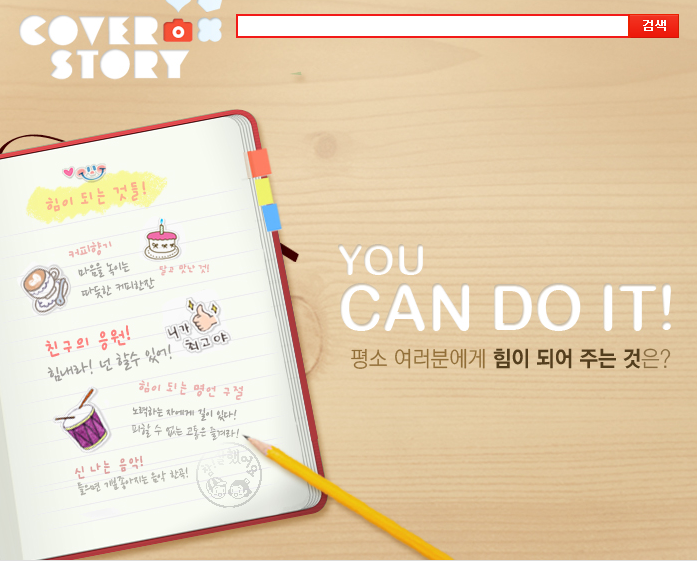 COVER
STORY
검색
힘이 되는 것들!
커피향기
마음을 녹이는
따뜻한 커피한잔
달고 맛난 것!
친구의 응원!
힘내라! 넌 할수 있어!
니가
최고야
힘이 되는 명언 구절
노력하는 자에게 길이 있다!
피할 수 없는 고통은 즐겨라!
신 나는 음악!
들으면 기분좋아지는 음악 한곡!
YOU
CAN DO IT!
평소 여러분에게 힘이 되어 주는 것은?